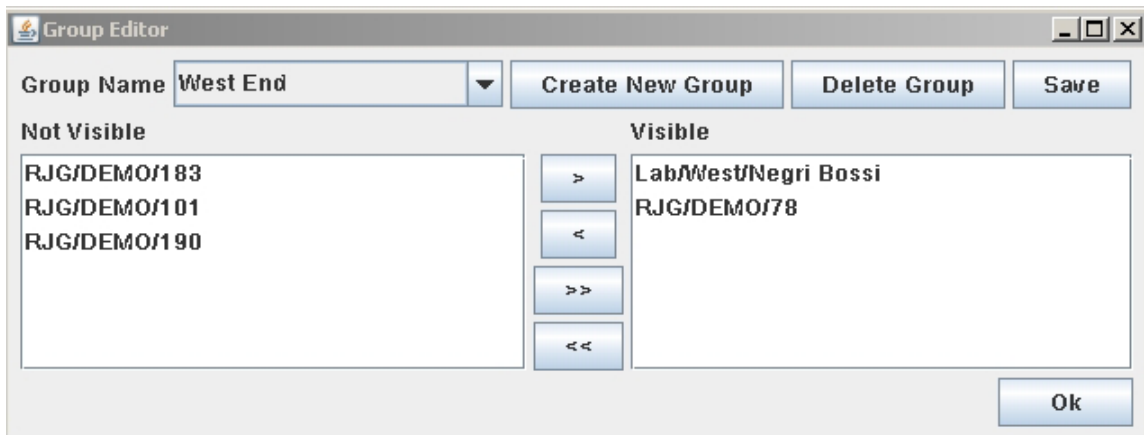 Group Editor
Group Name West End Create New Group Delete Group Save
Not Visible Visible
RJG/DEMO/183 > Lab/West/Negri Bossi
RJG/DEMO/101 RJG/DEMO/78
<
RJG/DEMO/190
>>
<<
Ok